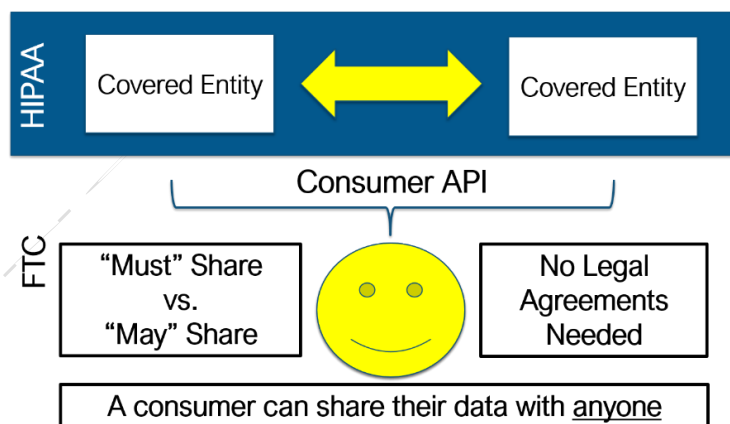 HIPAA
Covered Entity
Covered Entity
Consumer API
FTC
“Must” Share
vs.
“May” Share
No Legal
Agreements
Needed
A consumer can share their data with anyone